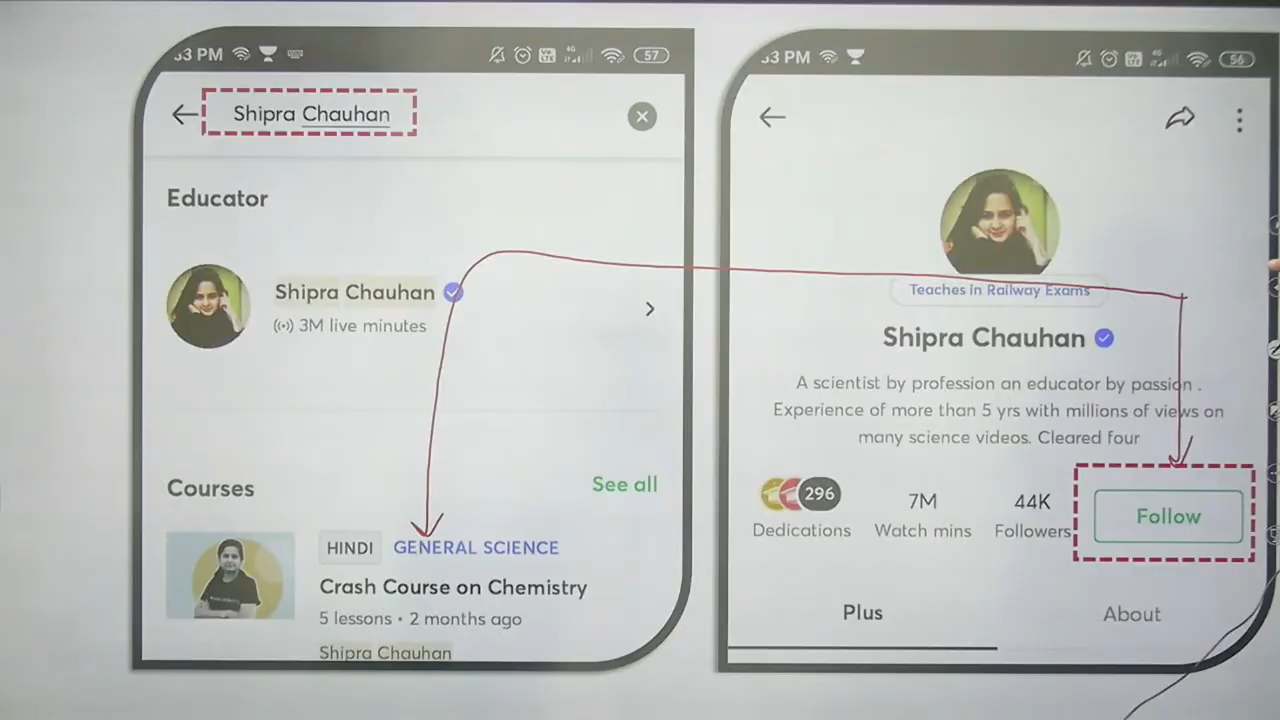 33 PM
57
Shipra Chauhan
Educator
Shipra Chauhan
3M live minutes
Courses
See all
HINDI GENERAL SCIENCE
Crash Course on Chemistry
5 lessons • 2 months ago
Shipra Chauhan
33 PM
4G
56
Teaches in Railway Exams
Shipra Chauhan
A scientist by profession an educator by passion .
Experience of more than 5 yrs with millions of views on
many science videos. Cleared four
296
7M
44K
Dedications
Watch mins
Followers
Follow
Plus
About